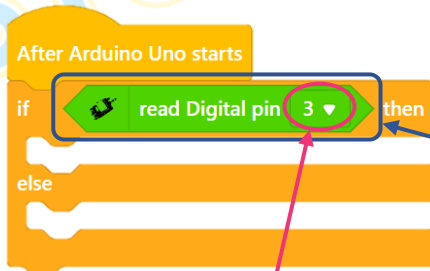 After Arduino Uno starts
if read Digital pin 3 then
else